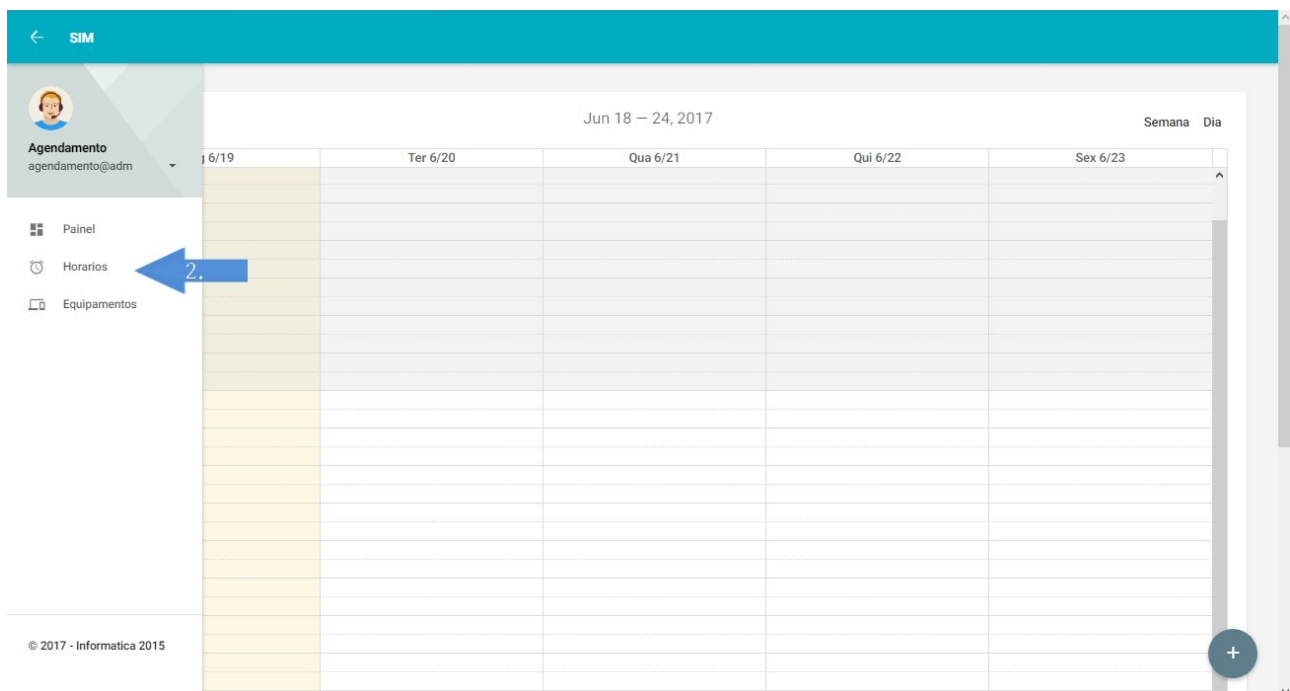 SIM
Agendamento
agendamento@adm
Painel
Horarios
2.
Equipamentos
© 2017 - Informatica 2015
Jun 18 — 24, 2017
Semana Dia
6/19 Ter 6/20 Qua 6/21 Qui 6/22 Sex 6/23
+